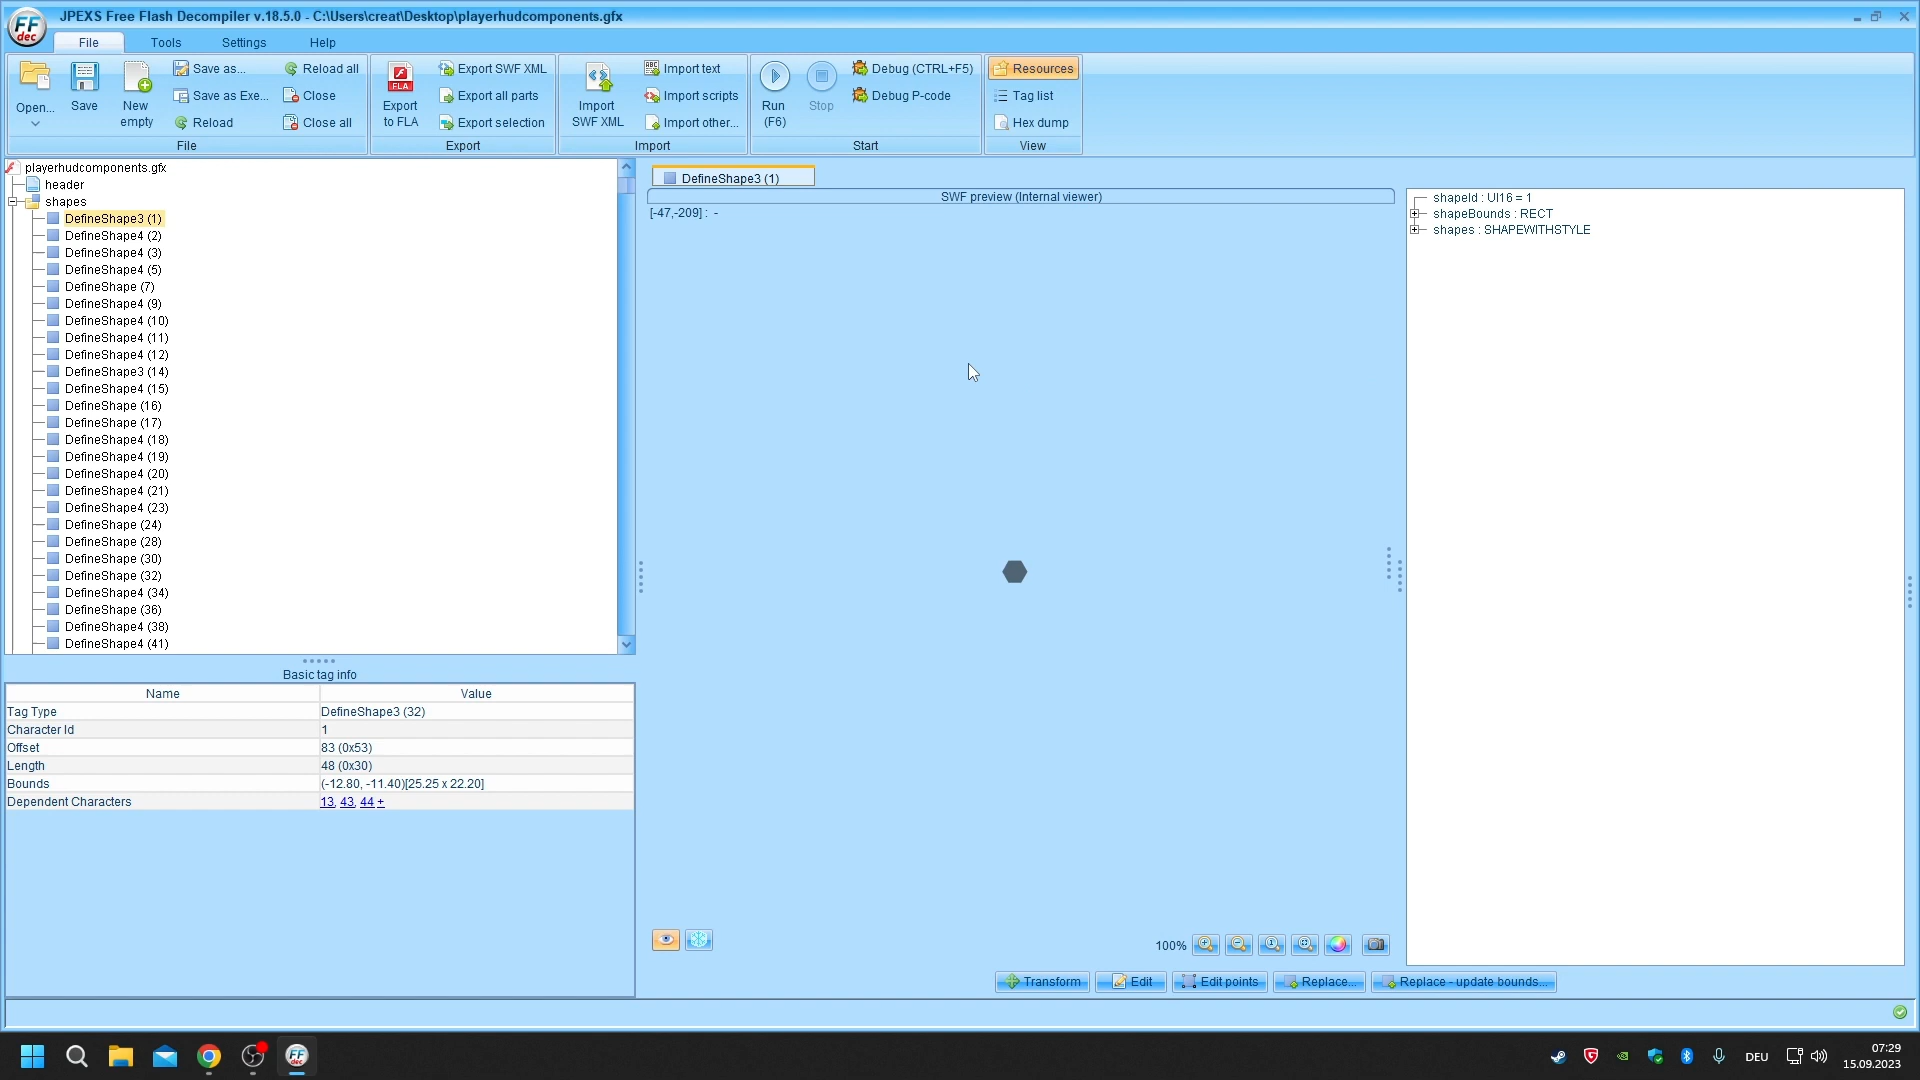 JPEXS Free Flash Decompiler v.18.5.0 - C:\Users\creat\Desktop\playerhudcomponents.gfx
FF dec
File Tools Settings Help
Open... Save New empty
Save as... Reload all
Save as Exe... Close
Reload Close all
File
FLA
Export to FLA
Export SWF XML
Export all parts
Export selection
Export
Import SWF XML
Import text
Import scripts
Import other...
Import
Run (F6) Stop
Debug (CTRL+F5)
Debug P-code
Start
Resources
Tag list
Hex dump
View
playerhudcomponents.gfx
header
shapes
DefineShape3 (1)
DefineShape4 (2)
DefineShape4 (3)
DefineShape4 (5)
DefineShape (7)
DefineShape4 (9)
DefineShape4 (10)
DefineShape4 (11)
DefineShape4 (12)
DefineShape3 (14)
DefineShape4 (15)
DefineShape (16)
DefineShape (17)
DefineShape4 (18)
DefineShape4 (19)
DefineShape4 (20)
DefineShape4 (21)
DefineShape4 (23)
DefineShape (24)
DefineShape (28)
DefineShape (30)
DefineShape (32)
DefineShape4 (34)
DefineShape (36)
DefineShape4 (38)
DefineShape4 (41)
Basic tag info
Name Value
Tag Type DefineShape3 (32)
Character Id 1
Offset 83 (0x53)
Length 48 (0x30)
Bounds (-12.80, -11.40)[25.25 x 22.20]
Dependent Characters 13, 43, 44 +
DefineShape3 (1)
SWF preview (Internal viewer)
[-47,-209] : -
100%
Transform Edit Edit points Replace... Replace - update bounds...
shapeId : UI16 = 1
shapeBounds : RECT
shapes : SHAPEWITHSTYLE
FF dec
DEU
07:29
15.09.2023